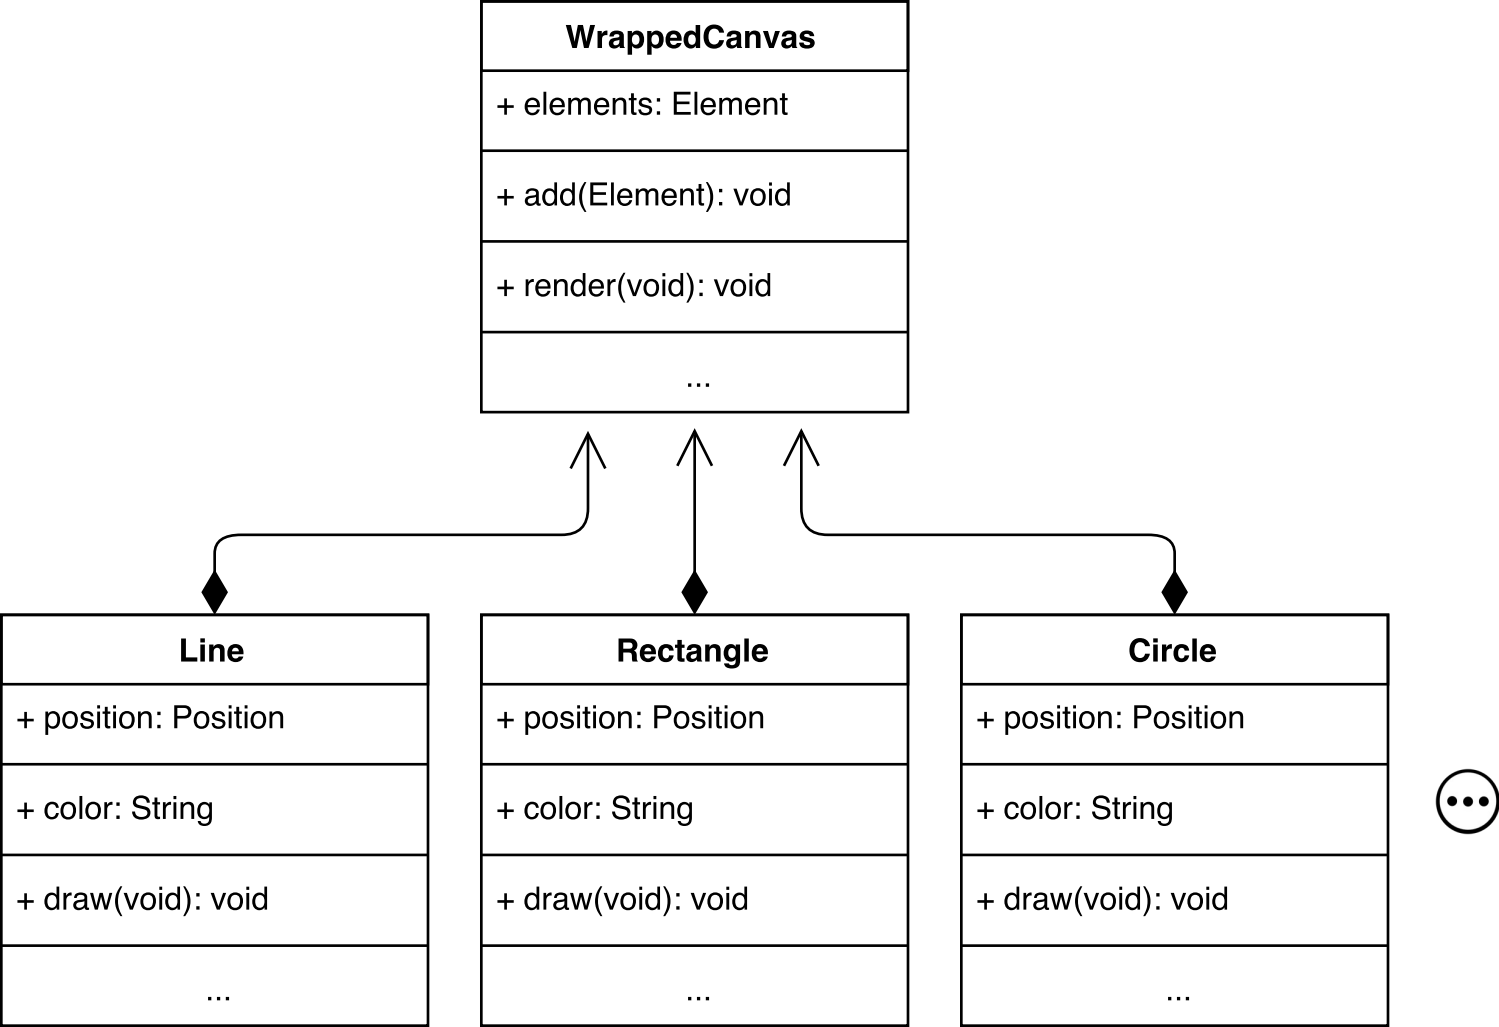 WrappedCanvas
+ elements: Element
+ add(Element): void
+ render(void): void
...
Line
+ position: Position
+ color: String
+ draw(void): void
...
Rectangle
+ position: Position
+ color: String
+ draw(void): void
...
Circle
+ position: Position
+ color: String
+ draw(void): void
...